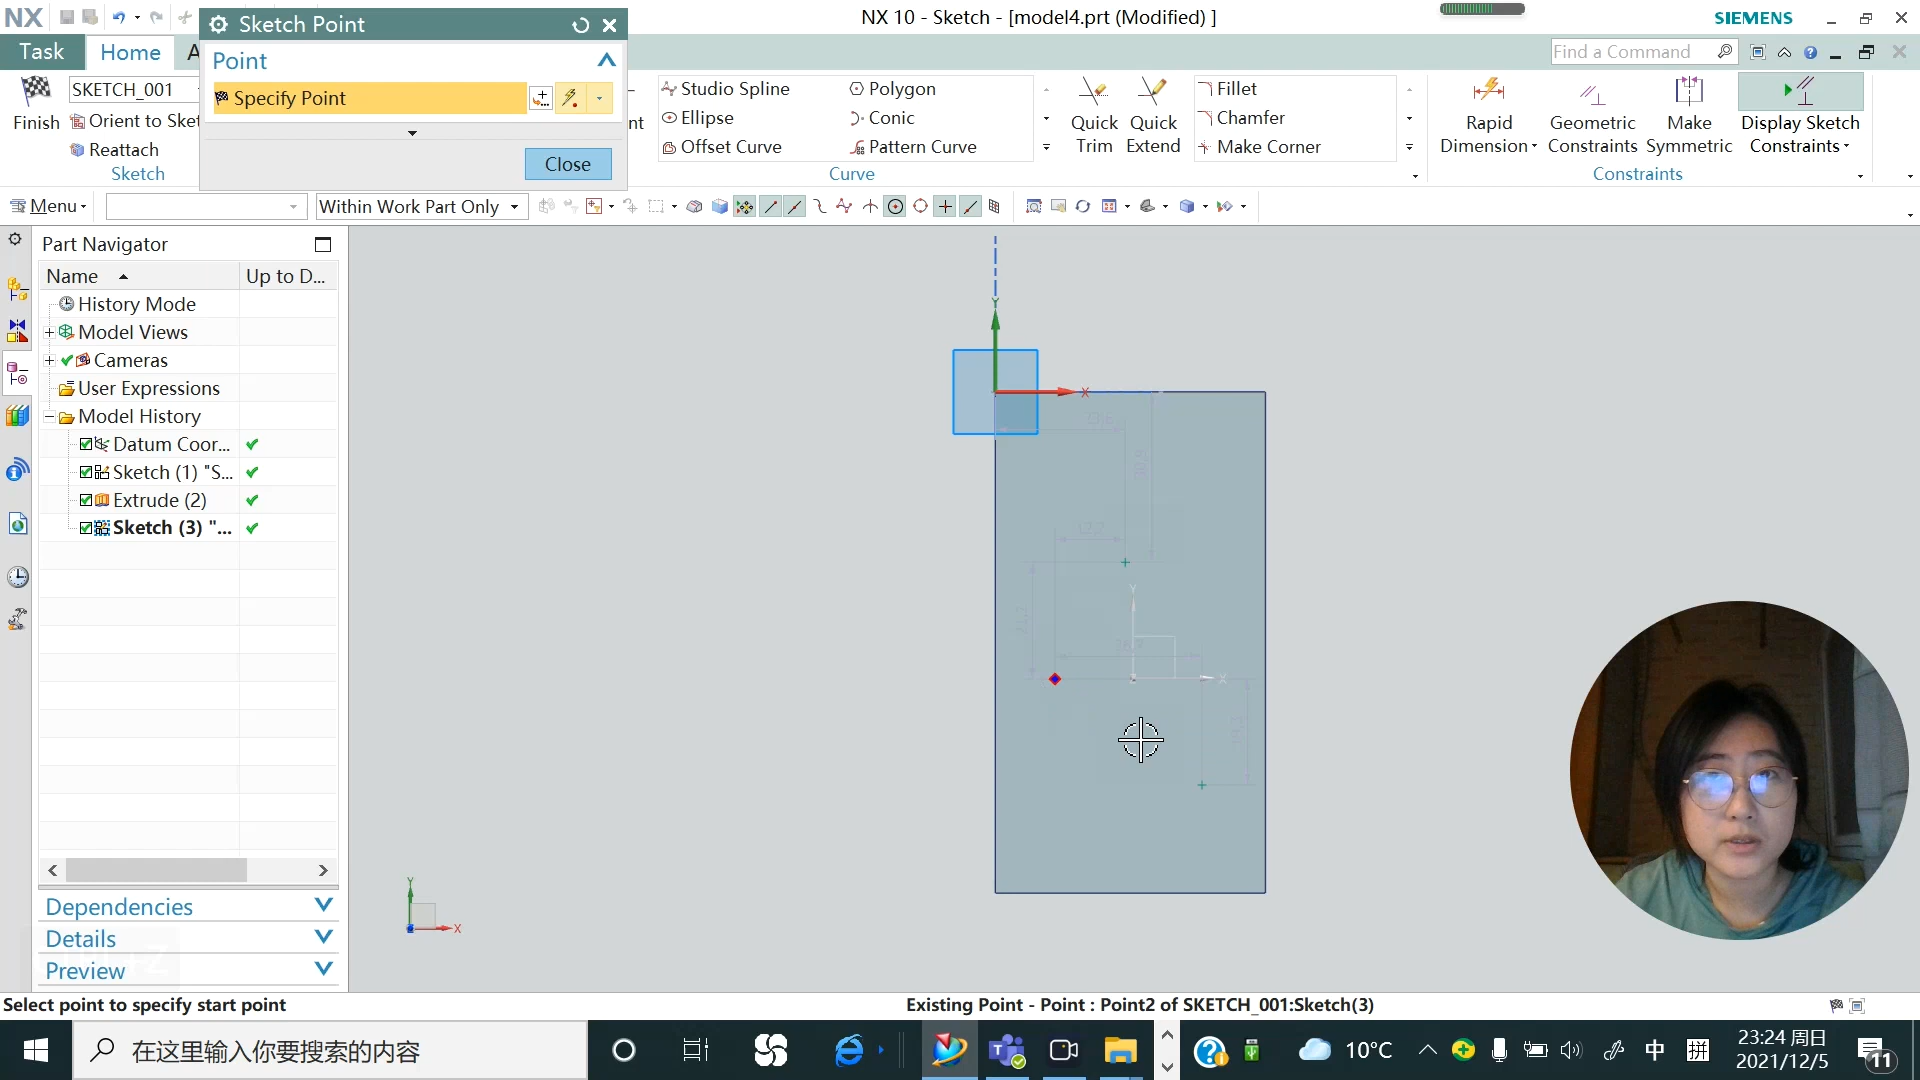 NX
Sketch Point
NX 10 - Sketch - [model4.prt (Modified) ]
SIEMENS
Task
Home
A
Point
Find a Command
SKETCH_001
Specify Point
Finish
Orient to Sket
Reattach
Sketch
Close
nt
Studio Spline
Polygon
Ellipse
Conic
Offset Curve
Pattern Curve
Curve
Quick
Trim
Quick
Extend
Fillet
Chamfer
Make Corner
Rapid
Dimension
Geometric
Constraints
Make
Symmetric
Display Sketch
Constraints
Constraints
Menu
Within Work Part Only
Part Navigator
Name
Up to D...
History Mode
Model Views
Cameras
User Expressions
Model History
Datum Coor...
Sketch (1) "S...
Extrude (2)
Sketch (3) "...
Dependencies
Details
Preview
Y
X
Y
X
Y
X
Select point to specify start point
Existing Point - Point : Point2 of SKETCH_001:Sketch(3)
在这里输入你要搜索的内容
10°C
中
拼
23:24 周日
2021/12/5
11